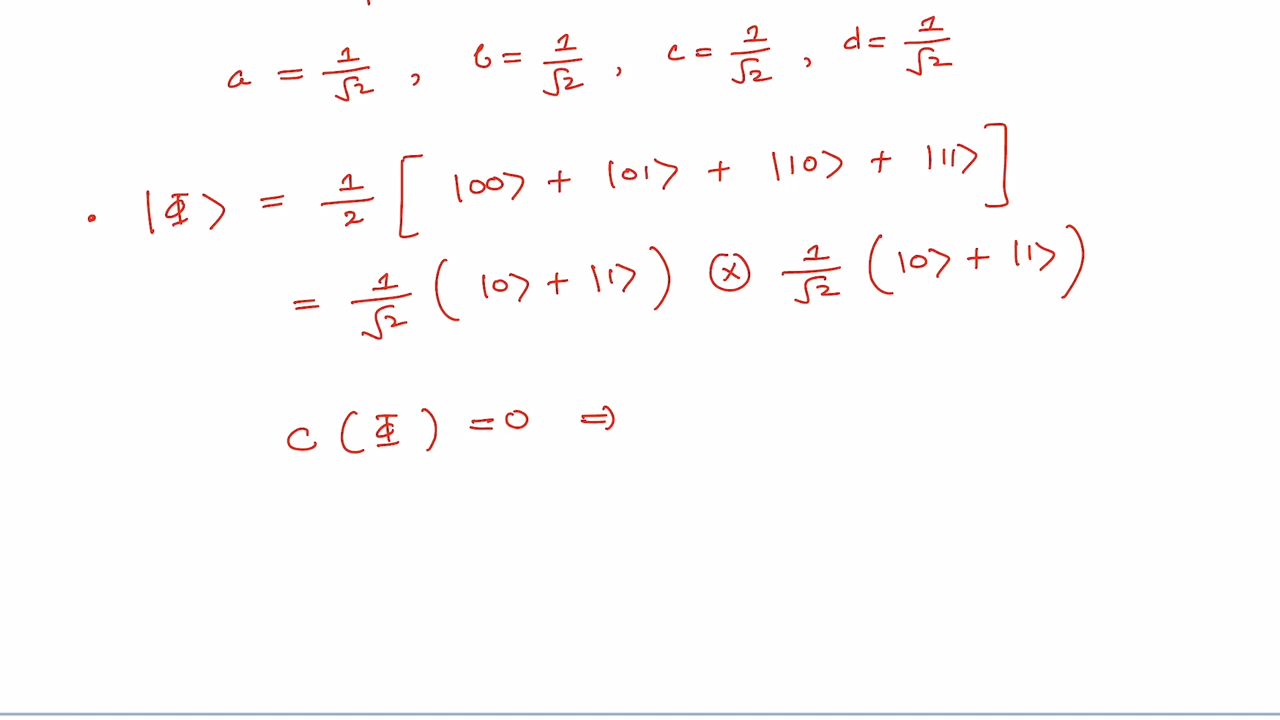 a = 1/√2 , b = 1/√2 , c = 1/√2 , d = 1/√2
• |Φ⟩ = 1/2 [ |00⟩ + |01⟩ + |10⟩ + |11⟩ ]
= 1/√2 ( |0⟩ + |1⟩ ) ⊗ 1/√2 ( |0⟩ + |1⟩ )
C ( Φ ) = 0 ⇒